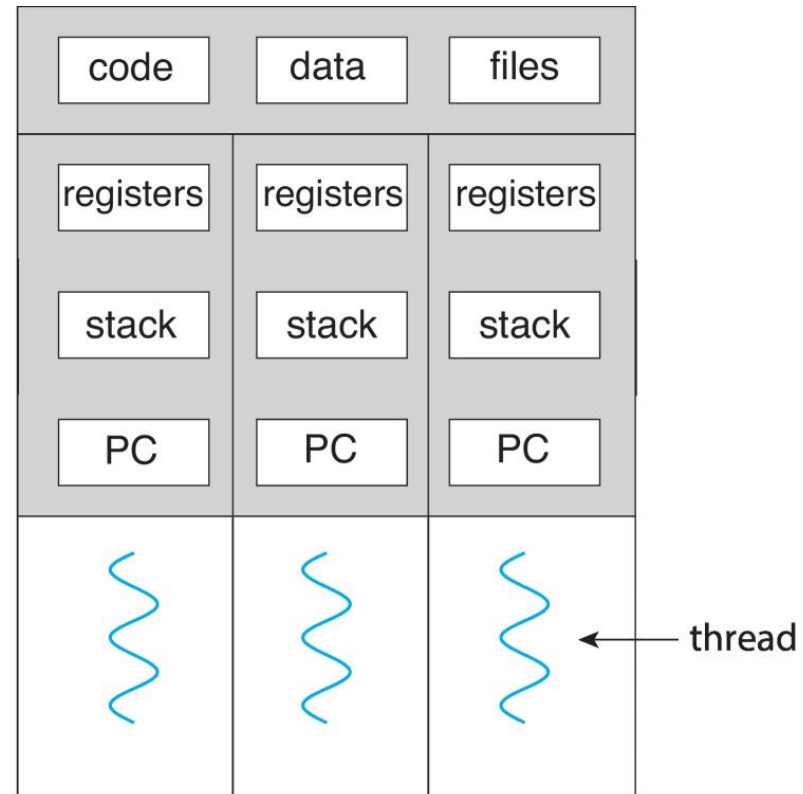 code data files
registers registers registers
stack stack stack
PC PC PC
thread